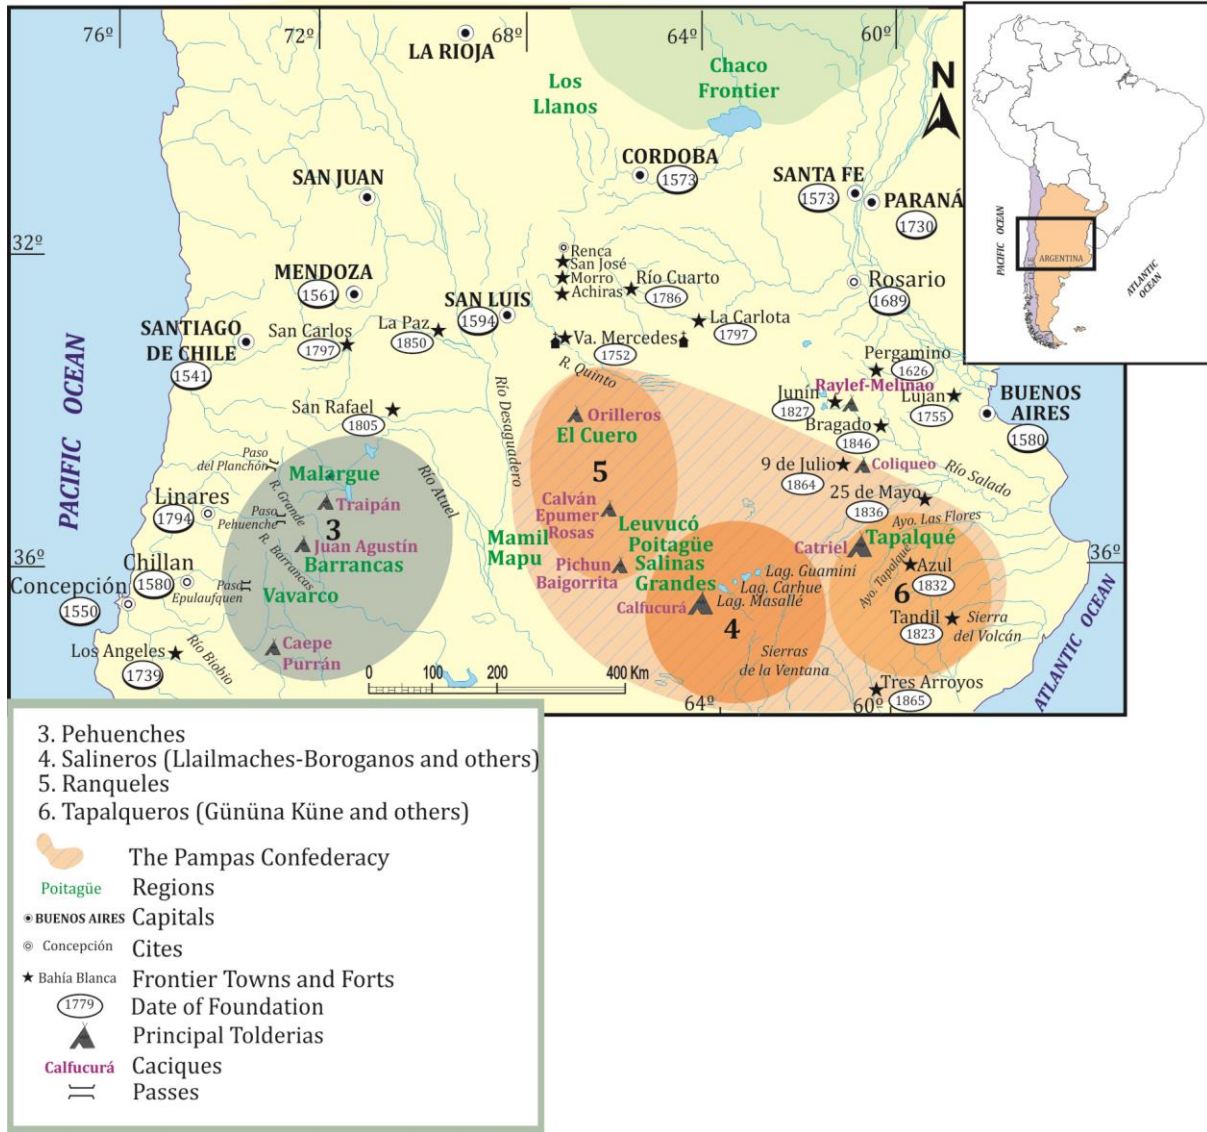 76º
72º
68º
64º
60º
LA RIOJA
Los
Llanos
Chaco
Frontier
N
CORDOBA
1573
SANTA FE
1573
PARANÁ
1730
SAN JUAN
32º
Renca
San José
Morro
Achiras
Río Cuarto
1786
Rosario
1689
MENDOZA
1561
SAN LUIS
1594
La Carlota
1797
SANTIAGO
DE CHILE
1541
San Carlos
1797
La Paz
1850
Va. Mercedes
1752
R. Quinto
Pergamino
1626
Raylef-Melinao
Junín
1827
Luján
1755
BUENOS
AIRES
1580
Bragado
1846
San Rafael
1805
Río Desaguadero
Orilleros
El Cuero
5
9 de Julio
1864
Coliqueo
Río Salado
25 de Mayo
1836
Ayo. Las Flores
PACIFIC OCEAN
Paso
del Planchón
Malargue
R. Grande
Traipán
3
Río Atuel
Linares
1794
Paso
Pehuenche
Juan Agustín
Barrancas
R. Barrancas
Calván
Epumer
Rosas
Leuvucó
Poitagüe
Salinas
Grandes
Mamil
Mapu
Pichun
Baigorrita
Catriel
Tapalqué
Ayo. Tapalqué
36º
36º
Chillan
1580
Paso
Epulaufquen
Vavarco
Concepción
1550
Calfucurá
Lag. Guamini
Lag. Carhue
Lag. Masallé
4
Azul
1832
6
Tandil
1823
Sierra
del Volcán
Los Angeles
1739
Río Biobio
Caepe
Purrán
Sierras
de la Ventana
Tres Arroyos
1865
ATLANTIC OCEAN
0
100
200
400 Km
64º
60º
PACIFIC OCEAN
ARGENTINA
ATLANTIC
OCEAN
3. Pehuenches
4. Salineros (Llailmaches-Boroganos and others)
5. Ranqueles
6. Tapalqueros (Gününa Küne and others)
The Pampas Confederacy
Poitagüe Regions
BUENOS AIRES Capitals
Concepción Cites
Bahía Blanca Frontier Towns and Forts
1779 Date of Foundation
Principal Tolderias
Calfucurá Caciques
Passes